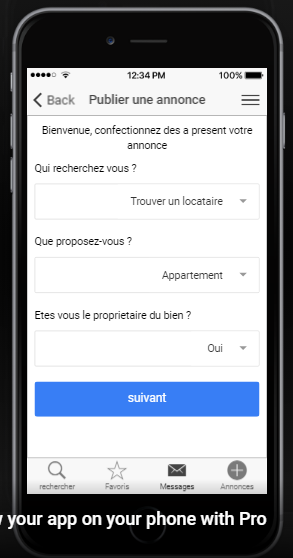 12:34 PM 100%
Back Publier une annonce
Bienvenue, confectionnez des a present votre
annonce
Qui recherchez vous ?
Trouver un locataire
Que proposez-vous ?
Appartement
Etes vous le proprietaire du bien ?
Oui
suivant
rechercher Favoris Messages Annonces
your app on your phone with Pro